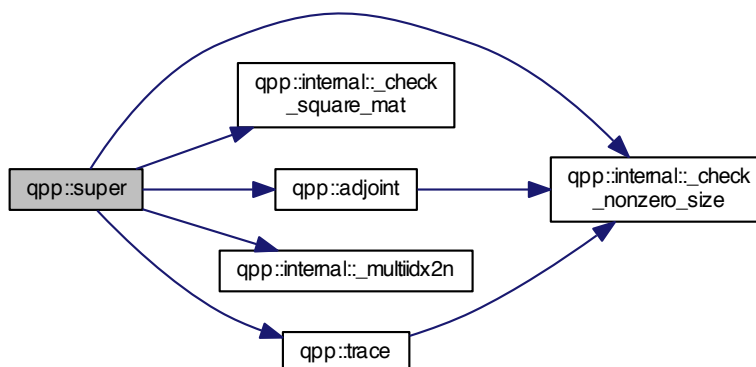 qpp::internal::_check
_square_mat
qpp::super
qpp::adjoint
qpp::internal::_check
_nonzero_size
qpp::internal::_multiidx2n
qpp::trace